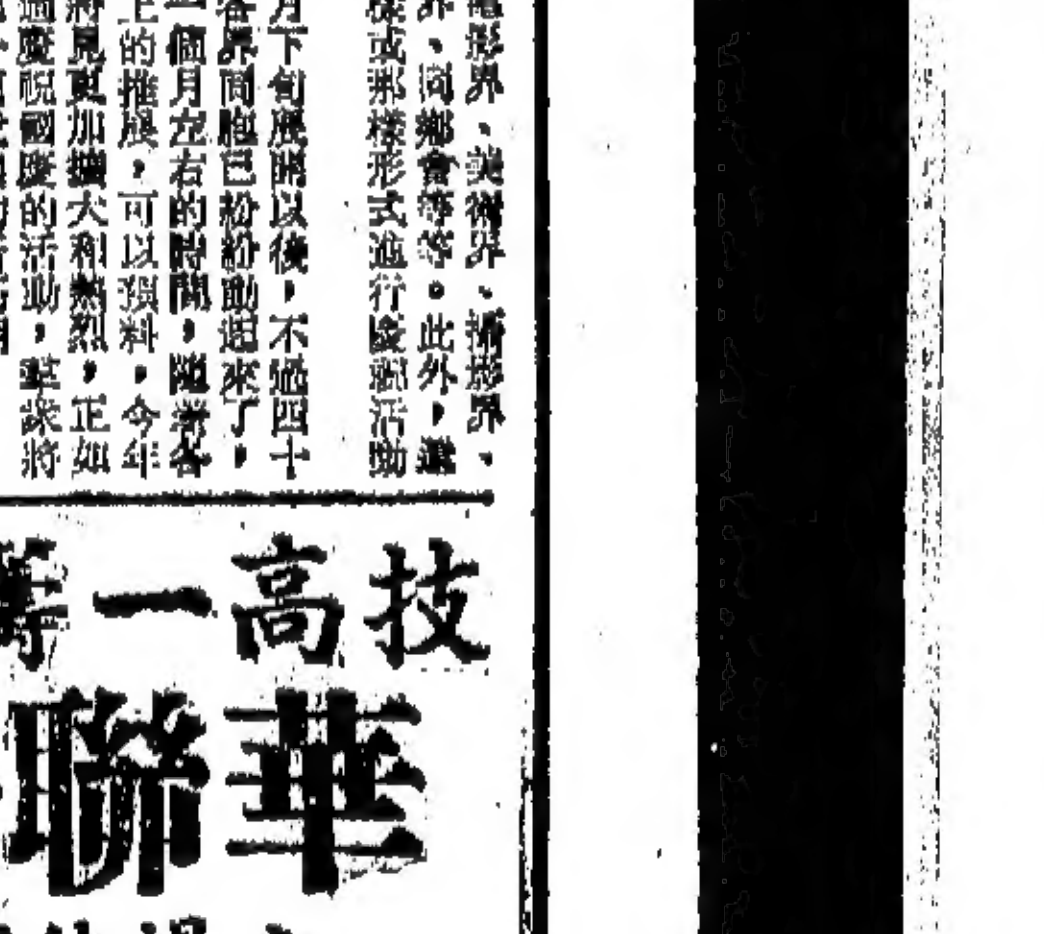 電影界、美術界、攝影界、
界、同鄉會等等。此外,還
樣或那樣形式進行慶祝活動
月下旬展開以後,不過四十
各界同胞已紛紛動起來了,
一個月左右的時間,隨著各
上的推展,可以預料,今年
將見更加擴大和熱烈,正如
慶祝國慶的活動,
將
技高一籌
華聯